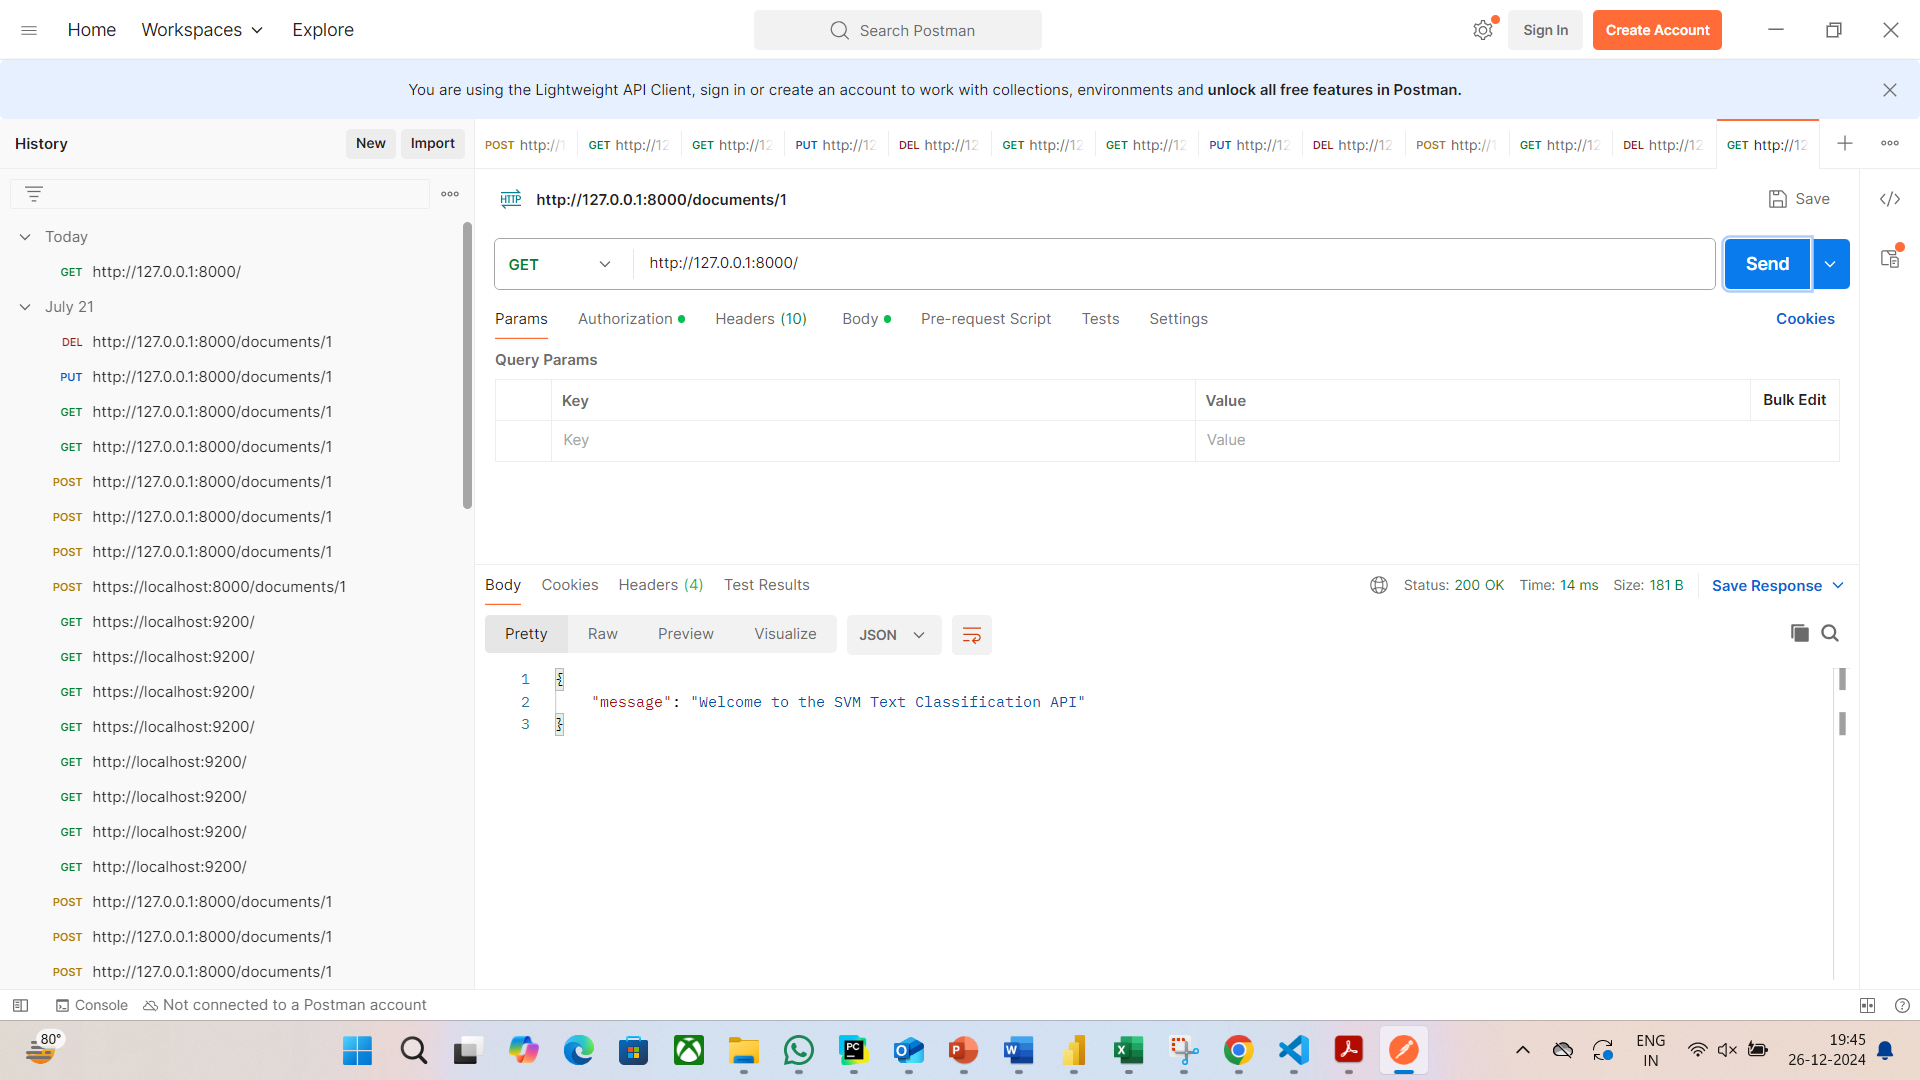 Home Workspaces Explore Search Postman Sign In Create Account
You are using the Lightweight API Client, sign in or create an account to work with collections, environments and unlock all free features in Postman.
History New Import
POST http://1 GET http://12 GET http://12 PUT http://12 DEL http://12 GET http://12 GET http://12 PUT http://12 DEL http://12 POST http://1 GET http://12 DEL http://12 GET http://12
HTTP http://127.0.0.1:8000/documents/1 Save
Today
GET http://127.0.0.1:8000/
July 21
DEL http://127.0.0.1:8000/documents/1
PUT http://127.0.0.1:8000/documents/1
GET http://127.0.0.1:8000/documents/1
GET http://127.0.0.1:8000/documents/1
POST http://127.0.0.1:8000/documents/1
POST http://127.0.0.1:8000/documents/1
POST http://127.0.0.1:8000/documents/1
POST https://localhost:8000/documents/1
GET https://localhost:9200/
GET https://localhost:9200/
GET https://localhost:9200/
GET https://localhost:9200/
GET http://localhost:9200/
GET http://localhost:9200/
GET http://localhost:9200/
GET http://localhost:9200/
POST http://127.0.0.1:8000/documents/1
POST http://127.0.0.1:8000/documents/1
POST http://127.0.0.1:8000/documents/1
GET http://127.0.0.1:8000/ Send
Params Authorization Headers (10) Body Pre-request Script Tests Settings Cookies
Query Params
Key Value Bulk Edit
Key Value
Body Cookies Headers (4) Test Results Status: 200 OK Time: 14 ms Size: 181 B Save Response
Pretty Raw Preview Visualize JSON
1 {
2 "message": "Welcome to the SVM Text Classification API"
3 }
Console Not connected to a Postman account
80° ENG 19:45
IN 26-12-2024